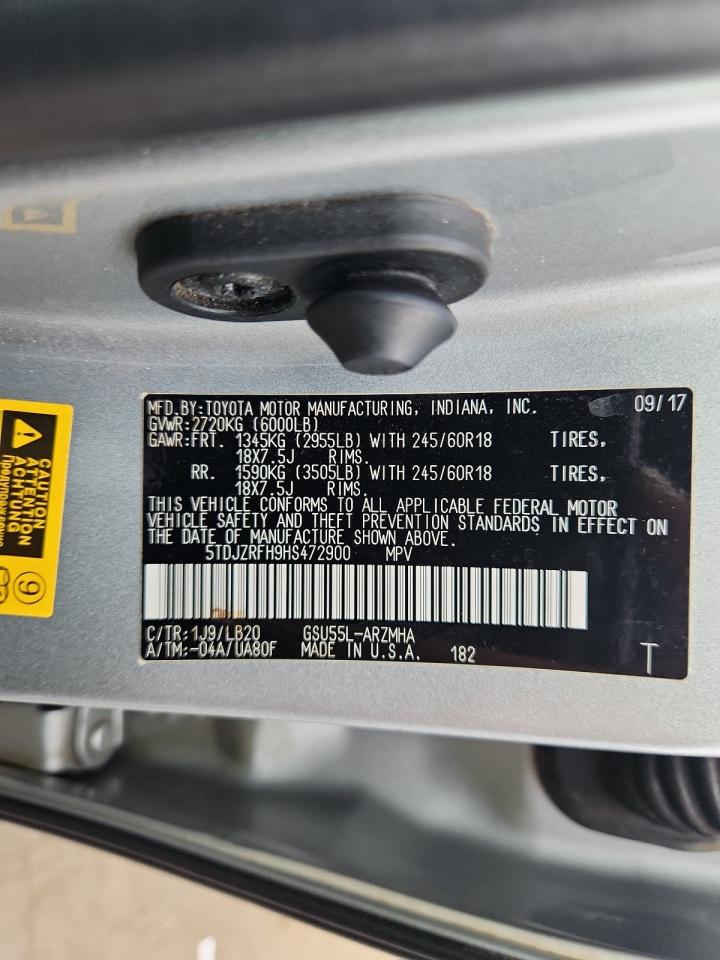 MFD.BY:TOYOTA MOTOR MANUFACTURING, INDIANA, INC. 09/17
GVWR:2720KG (6000LB)
GAWR:FRT. 1345KG (2955LB) WITH 245/60R18 TIRES,
18X7.5J RIMS.
RR. 1590KG (3505LB) WITH 245/60R18 TIRES,
18X7.5J RIMS.
THIS VEHICLE CONFORMS TO ALL APPLICABLE FEDERAL MOTOR
VEHICLE SAFETY AND THEFT PREVENTION STANDARDS IN EFFECT ON
THE DATE OF MANUFACTURE SHOWN ABOVE.
5TDJZRFH9HS472900 MPV
C/TR:1J9/LB20 GSU55L-ARZMHA
A/TM:-04A/UA80F MADE IN U.S.A. 182 T
CAUTION
ATTENTION
ACHTUNG
9